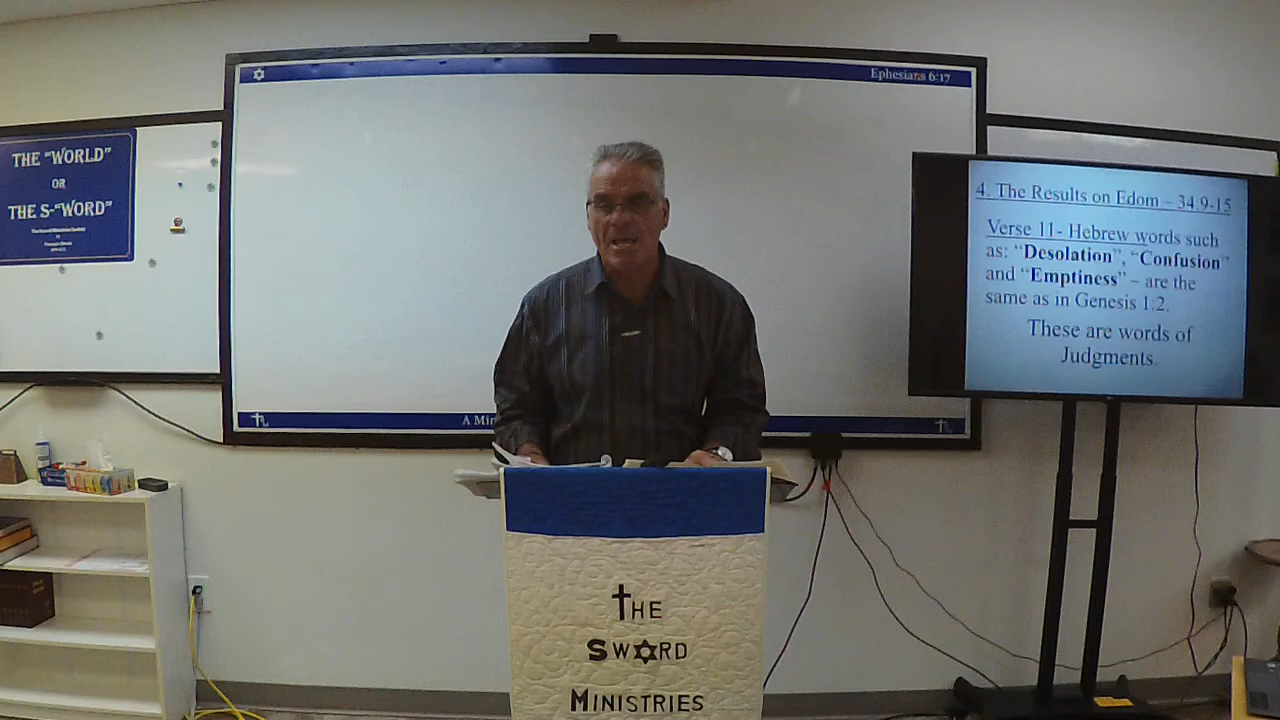 THE "WORLD"
OR
THE S-"WORD"
Ephesians 6:17
4. The Results on Edom – 34:9-15
Verse 11- Hebrew words such
as: "Desolation", "Confusion"
and "Emptiness" – are the
same as in Genesis 1:2.
These are words of
Judgments.
A Min
THE
SWORD
MINISTRIES